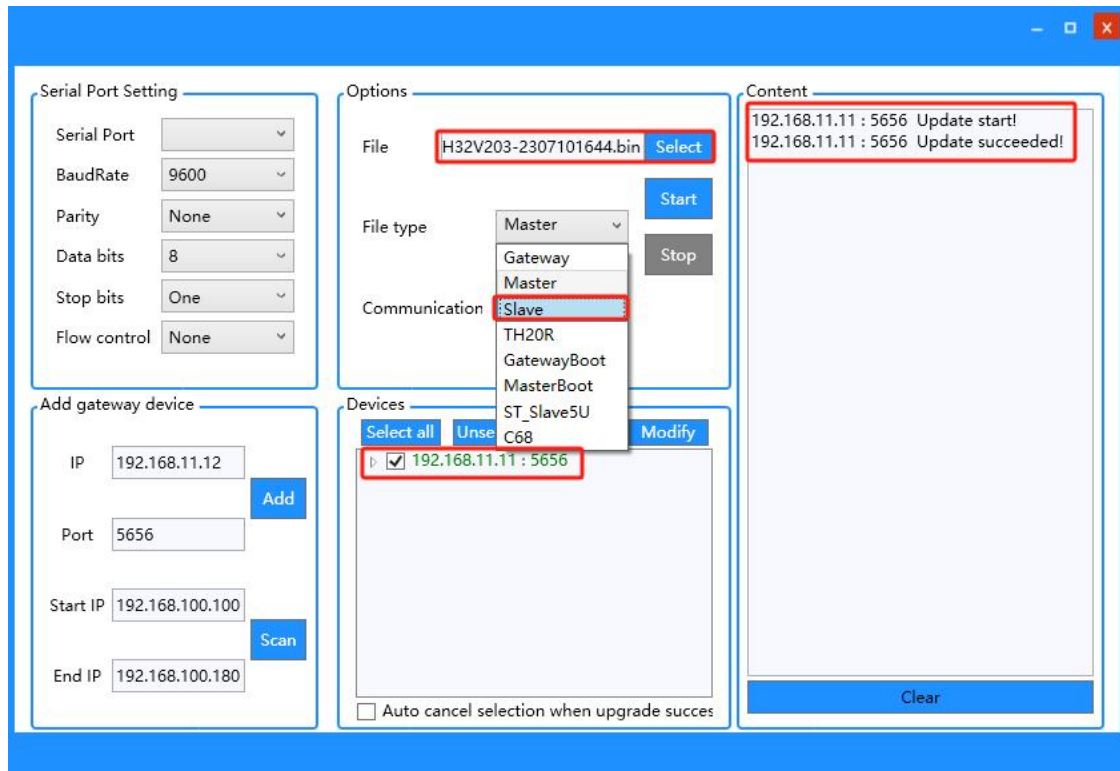 Serial Port Setting
Serial Port
BaudRate 9600
Parity None
Data bits 8
Stop bits One
Flow control None
Options
File H32V203-2307101644.bin Select
Start
File type Master
Stop
Gateway
Master
Communication Slave
TH20R
GatewayBoot
MasterBoot
ST_Slave5U
C68
Content
192.168.11.11 : 5656 Update start!
192.168.11.11 : 5656 Update succeeded!
Clear
Add gateway device
IP 192.168.11.12
Add
Port 5656
Start IP 192.168.100.100
Scan
End IP 192.168.100.180
Devices
Select all Unse Modify
192.168.11.11 : 5656
Auto cancel selection when upgrade succes